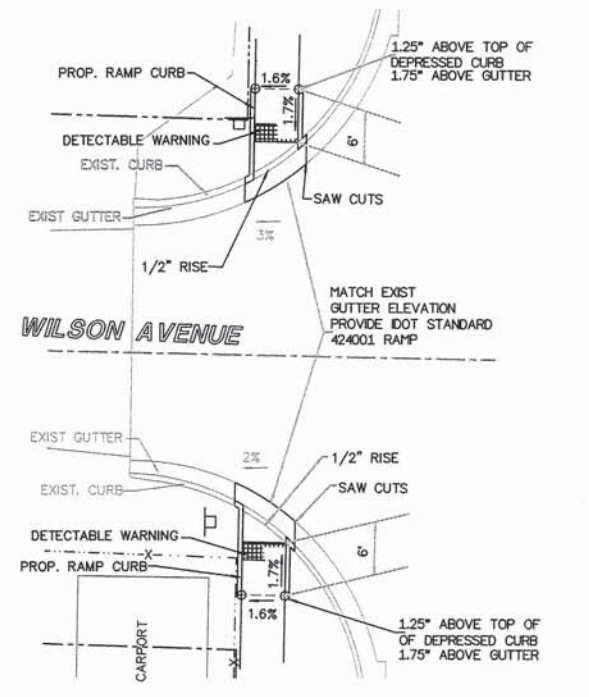 1.25" ABOVE TOP OF
DEPRESSED CURB
1.75" ABOVE GUTTER
PROP. RAMP CURB
1.6%
1.7%
DETECTABLE WARNING
6'
EXIST. CURB
SAW CUTS
EXIST GUTTER
3%
1/2" RISE
MATCH EXIST
GUTTER ELEVATION
PROVIDE IDOT STANDARD
424001 RAMP
WILSON AVENUE
EXIST GUTTER
2%
1/2" RISE
EXIST. CURB
SAW CUTS
DETECTABLE WARNING
X
6'
PROP. RAMP CURB
1.7%
1.6%
1.25" ABOVE TOP OF
OF DEPRESSED CURB
1.75" ABOVE GUTTER
CARPORT
X